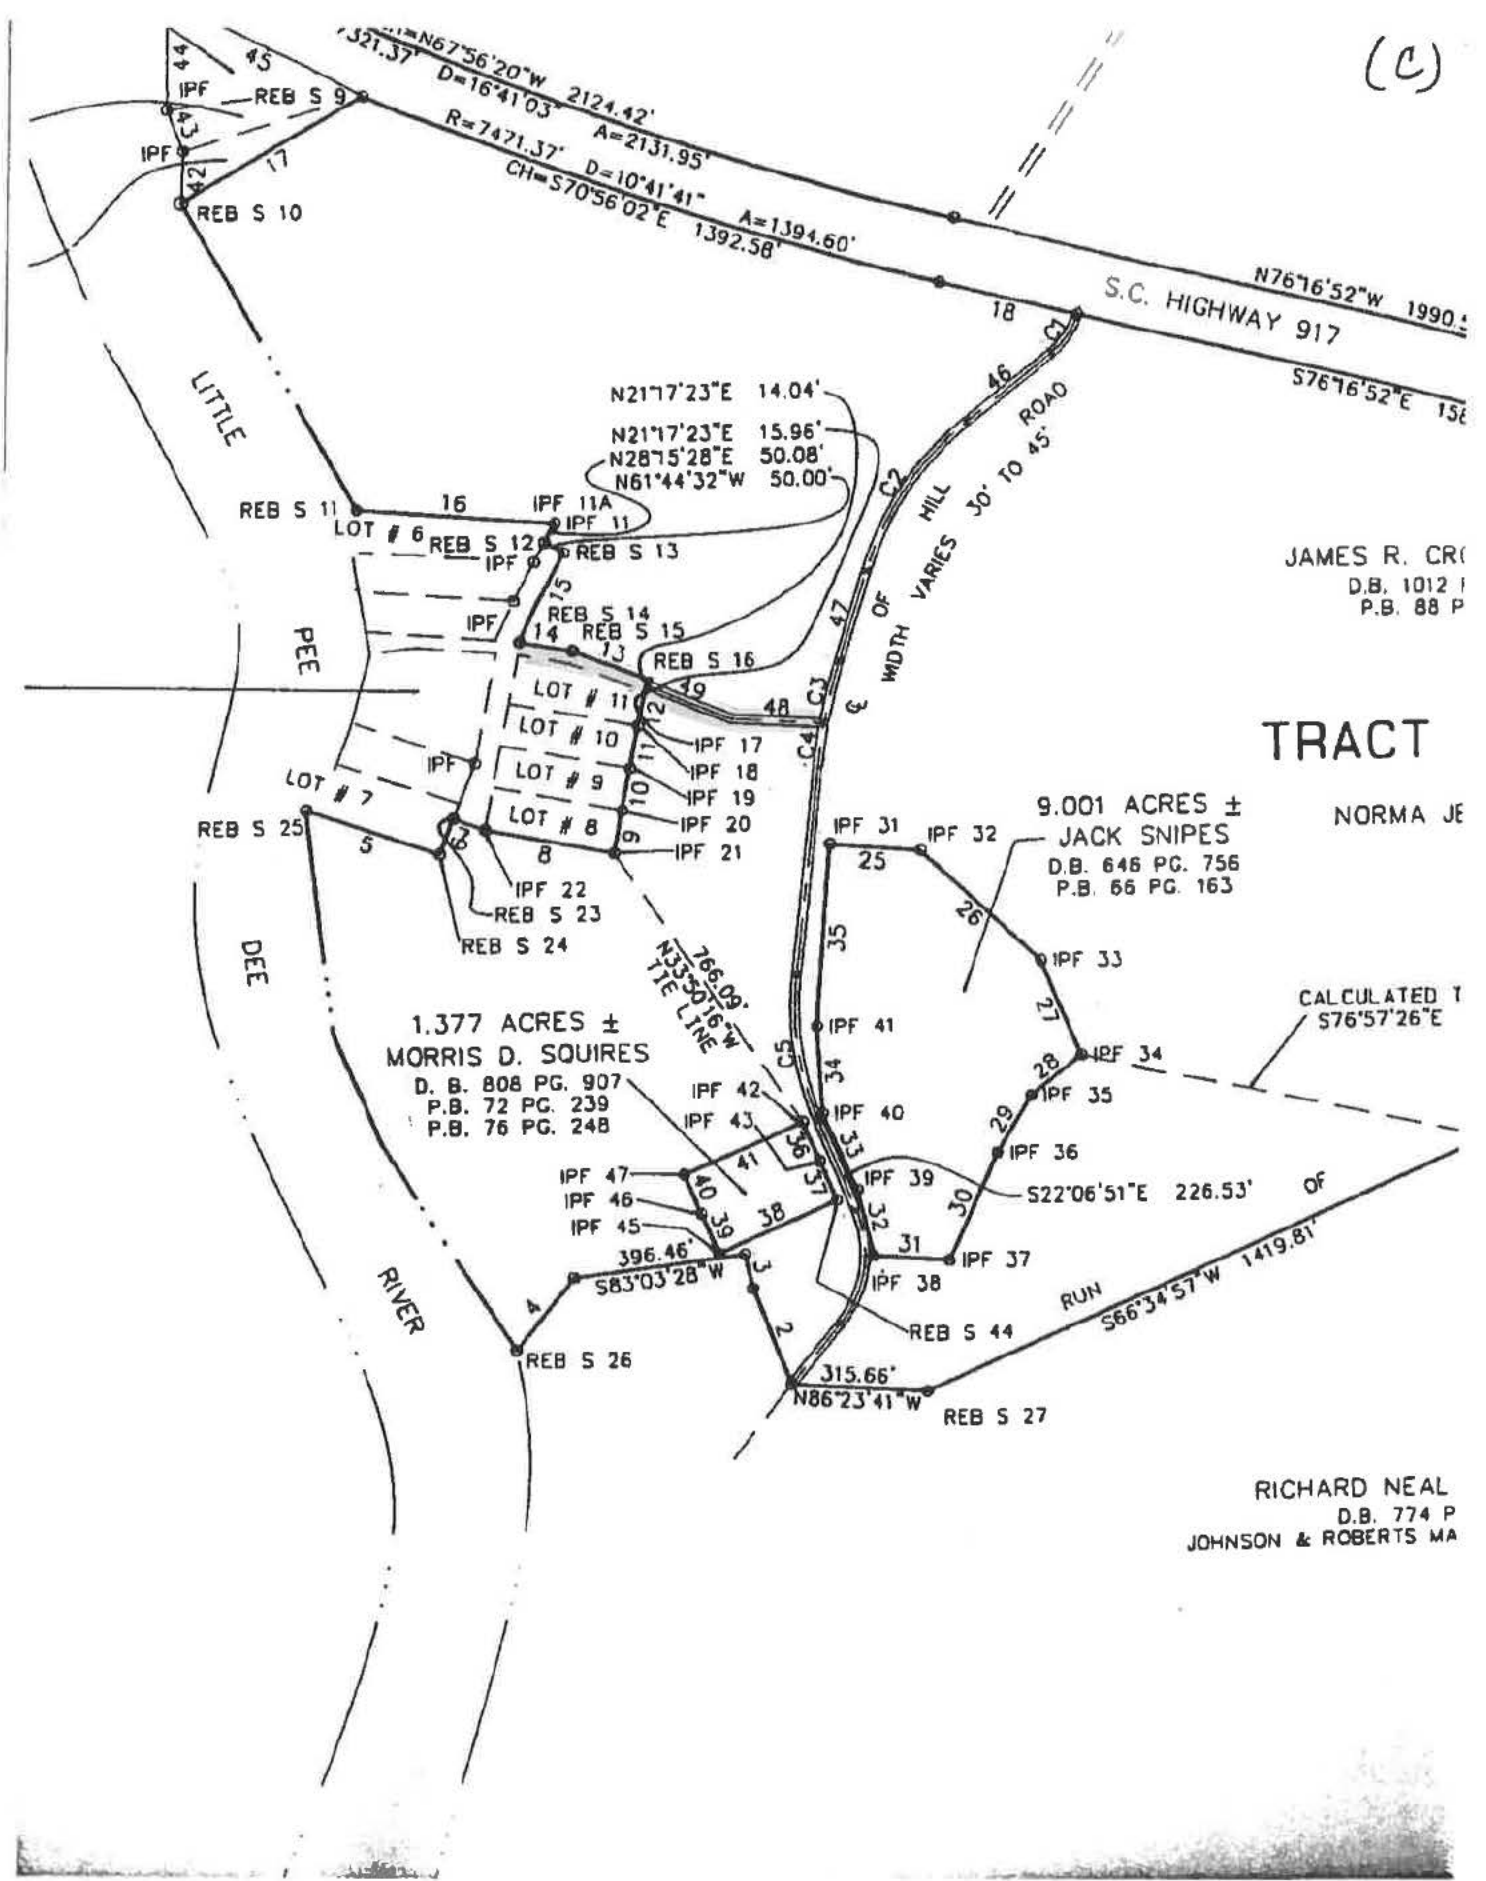 (C)
N67°56'20"W 2124.42'
7321.37' D=16°41'03" A=2131.95'
R=7471.37' D=10°41'41" A=1394.60'
CH=S70°56'02"E 1392.58'
44
45
IPF
REB S 9
43
IPF
42
17
REB S 10
N76°16'52"W
S.C. HIGHWAY 917
S76°16'52"E
18
C1
46
ROAD
LITTLE
N21°17'23"E 14.04'
N21°17'23"E 15.96'
N28°15'28"E 50.08'
N61°44'32"W 50.00'
C2
HILL
WIDTH VARIES 30' TO 45'
REB S 11
16
IPF 11A
IPF 11
LOT # 6
REB S 12
REB S 13
IPF
15
JAMES R.
D.B. 1012
P.B. 88 P
OF
47
PEE
IPF
REB S 14
14
REB S 15
13
REB S 16
49
48
C3
C4
LOT # 11
12
LOT # 10
11
IPF 17
IPF 18
TRACT
IPF
LOT # 9
10
IPF 19
LOT # 7
LOT # 8
9
IPF 20
REB S 25
5
6
8
IPF 21
IPF 22
REB S 23
REB S 24
9.001 ACRES ±
JACK SNIPES
D.B. 646 PG. 756
P.B. 66 PG. 163
NORMA
IPF 31
IPF 32
25
26
35
DEE
766.09'
N33°50'16"W
TIE LINE
IPF 33
27
CALCULATED T
S76°57'26"E
1.377 ACRES ±
MORRIS D. SQUIRES
D. B. 808 PG. 907
P.B. 72 PG. 239
P.B. 76 PG. 248
IPF 41
C5
34
IPF 34
28
IPF 42
IPF 40
IPF 35
IPF 43
36
33
29
IPF 47
41
37
IPF 39
IPF 36
IPF 46
40
S22°06'51"E 226.53'
IPF 45
39
38
32
30
396.46'
S83°03'28"W
3
31
IPF 37
IPF 38
RUN OF
S66°34'57"W 1419.81'
RIVER
4
2
REB S 44
REB S 26
315.66'
N86°23'41"W
REB S 27
RICHARD NEAL
D.B. 774 P
JOHNSON & ROBERTS MA